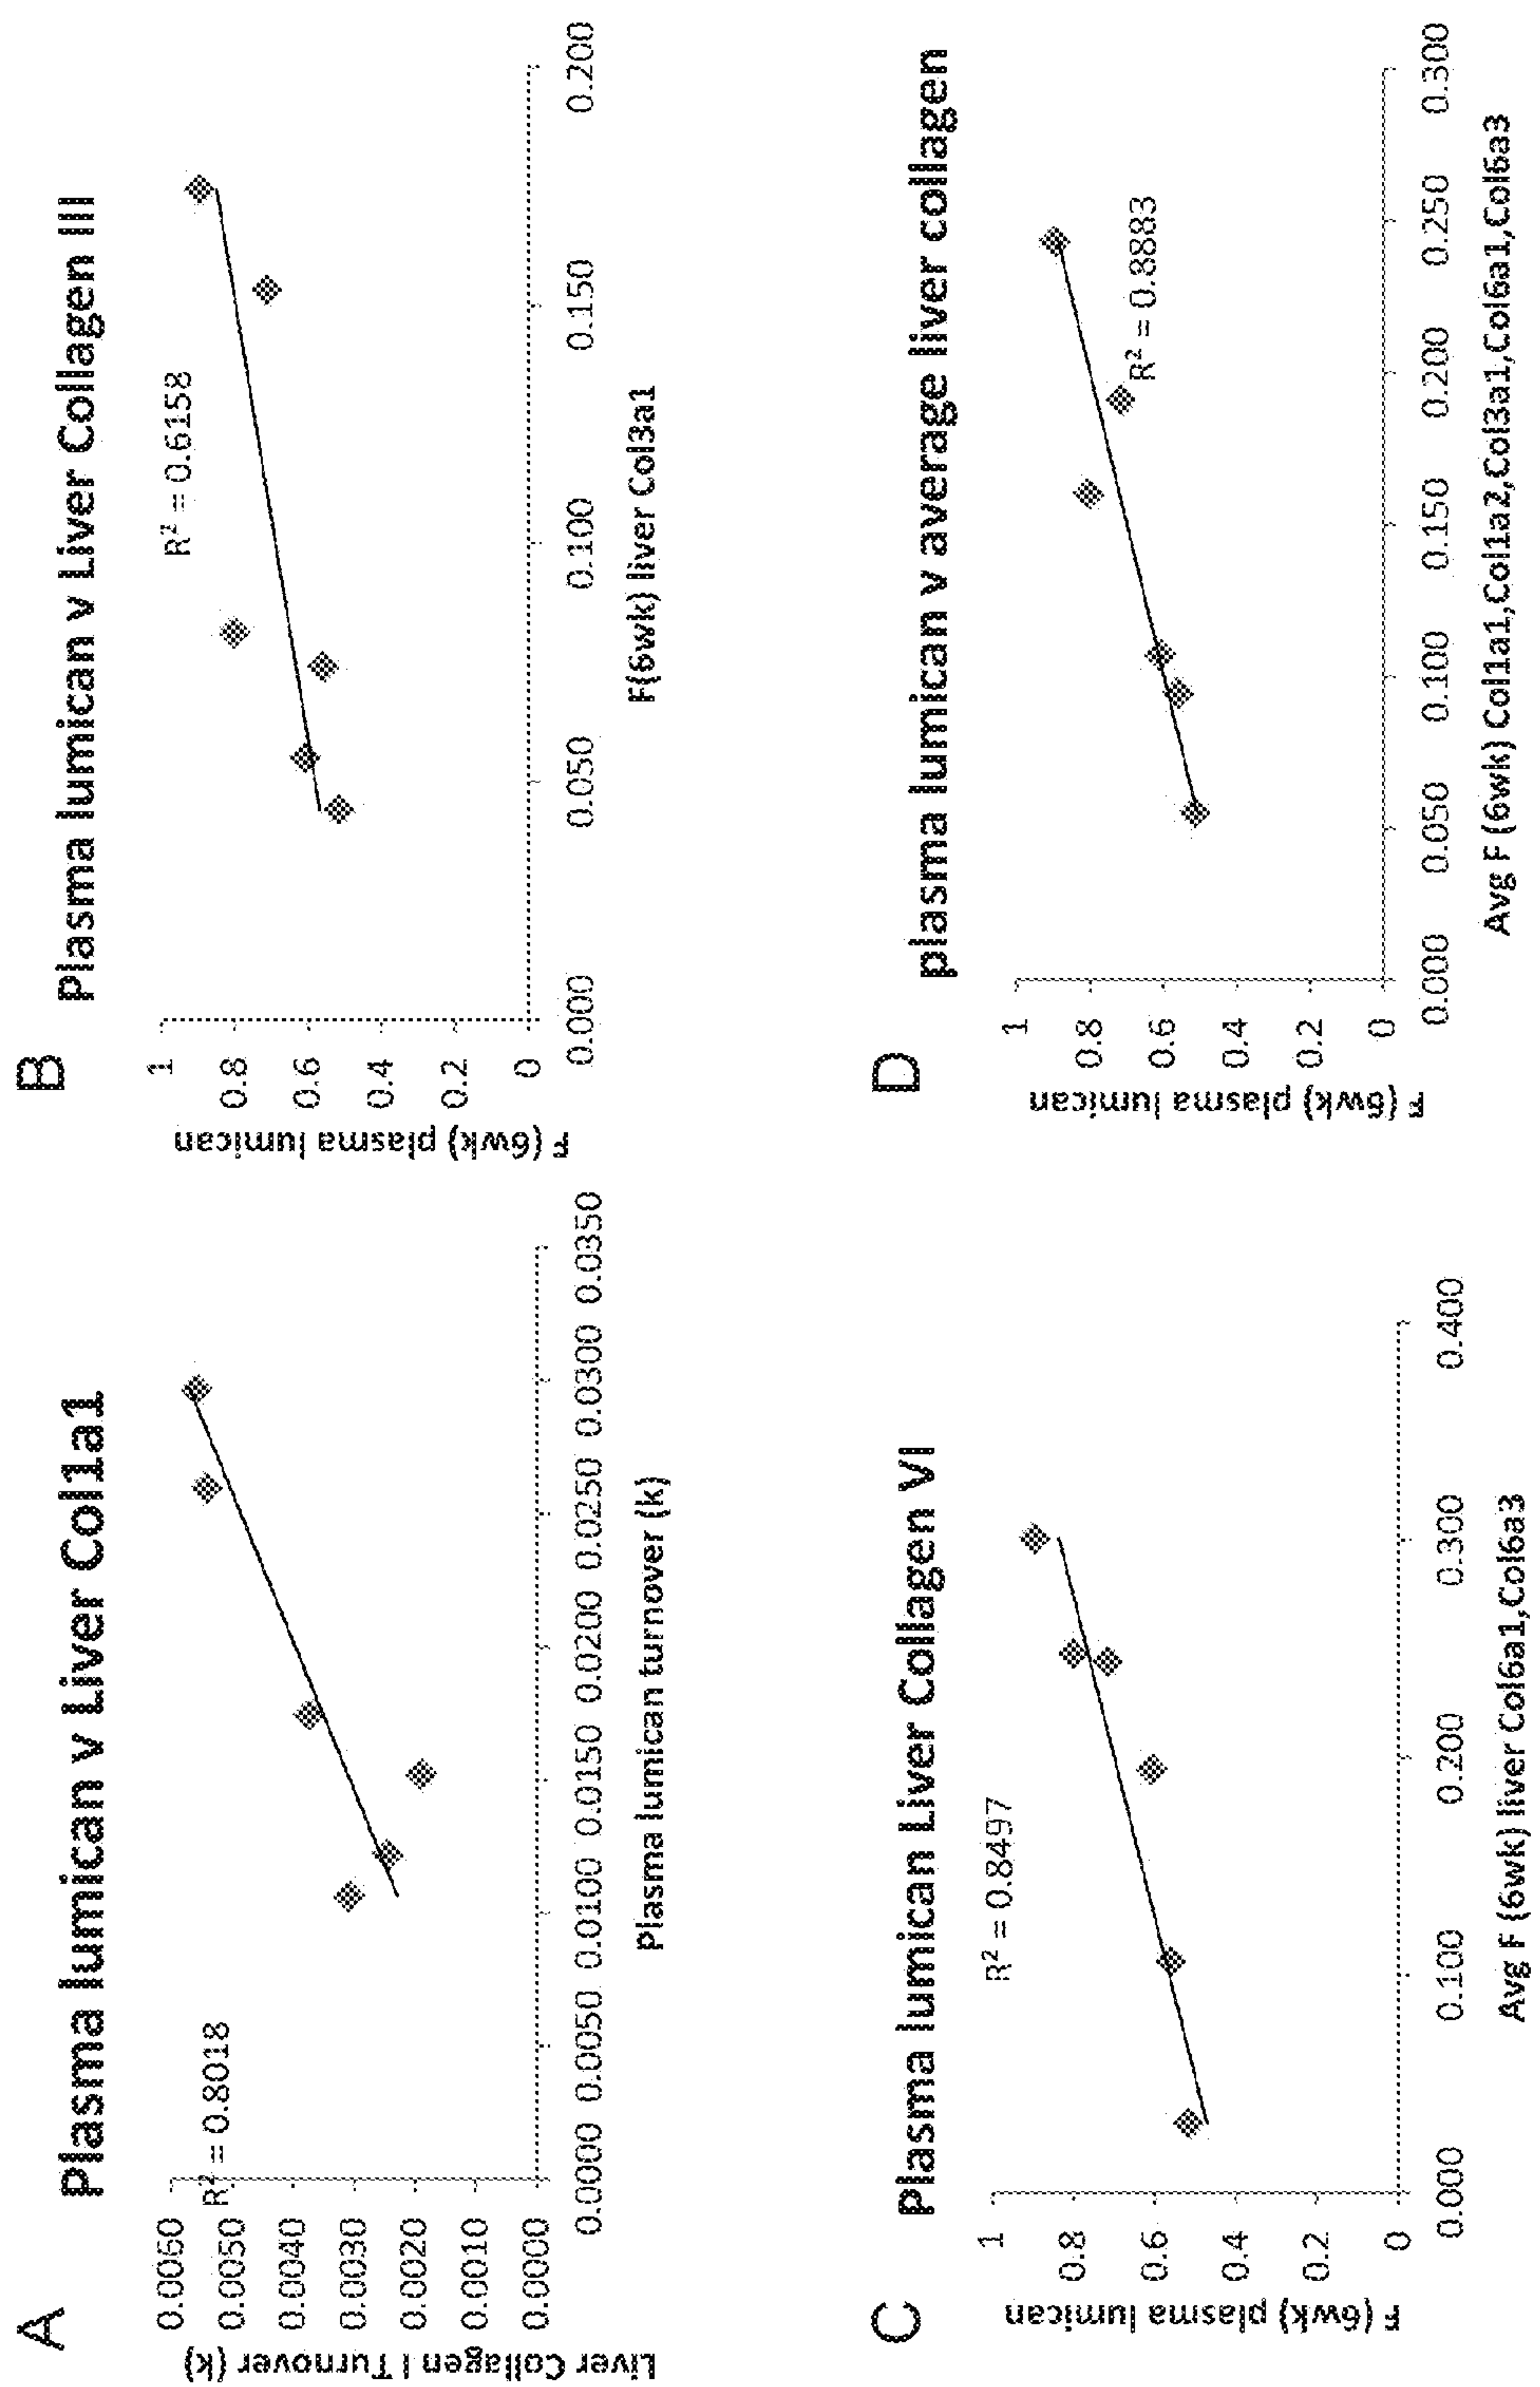 A
Plasma lumican v Liver Col1a1
R² = 0.8018
0.0060
0.0050
0.0040
0.0030
0.0020
0.0010
0.0000
Liver Collagen I Turnover (k)
0.0000 0.0050 0.0100 0.0150 0.0200 0.0250 0.0300 0.0350
Plasma lumican turnover (k)
B
Plasma lumican v Liver Collagen III
R² = 0.6158
1
0.8
0.6
0.4
0.2
0
F (6wk) plasma lumican
0.000 0.050 0.100 0.150 0.200
F(6wk) liver Col3a1
C
Plasma lumican Liver Collagen VI
R² = 0.8497
1
0.8
0.6
0.4
0.2
0
F (6wk) plasma lumican
0.000 0.100 0.200 0.300 0.400
Avg F (6wk) liver Col6a1,Col6a3
D
plasma lumican v average liver collagen
R² = 0.8883
1
0.8
0.6
0.4
0.2
0
F (6wk) plasma lumican
0.000 0.050 0.100 0.150 0.200 0.250 0.300
Avg F (6wk) Col1a1,Col1a2,Col3a1,Col6a1,Col6a3